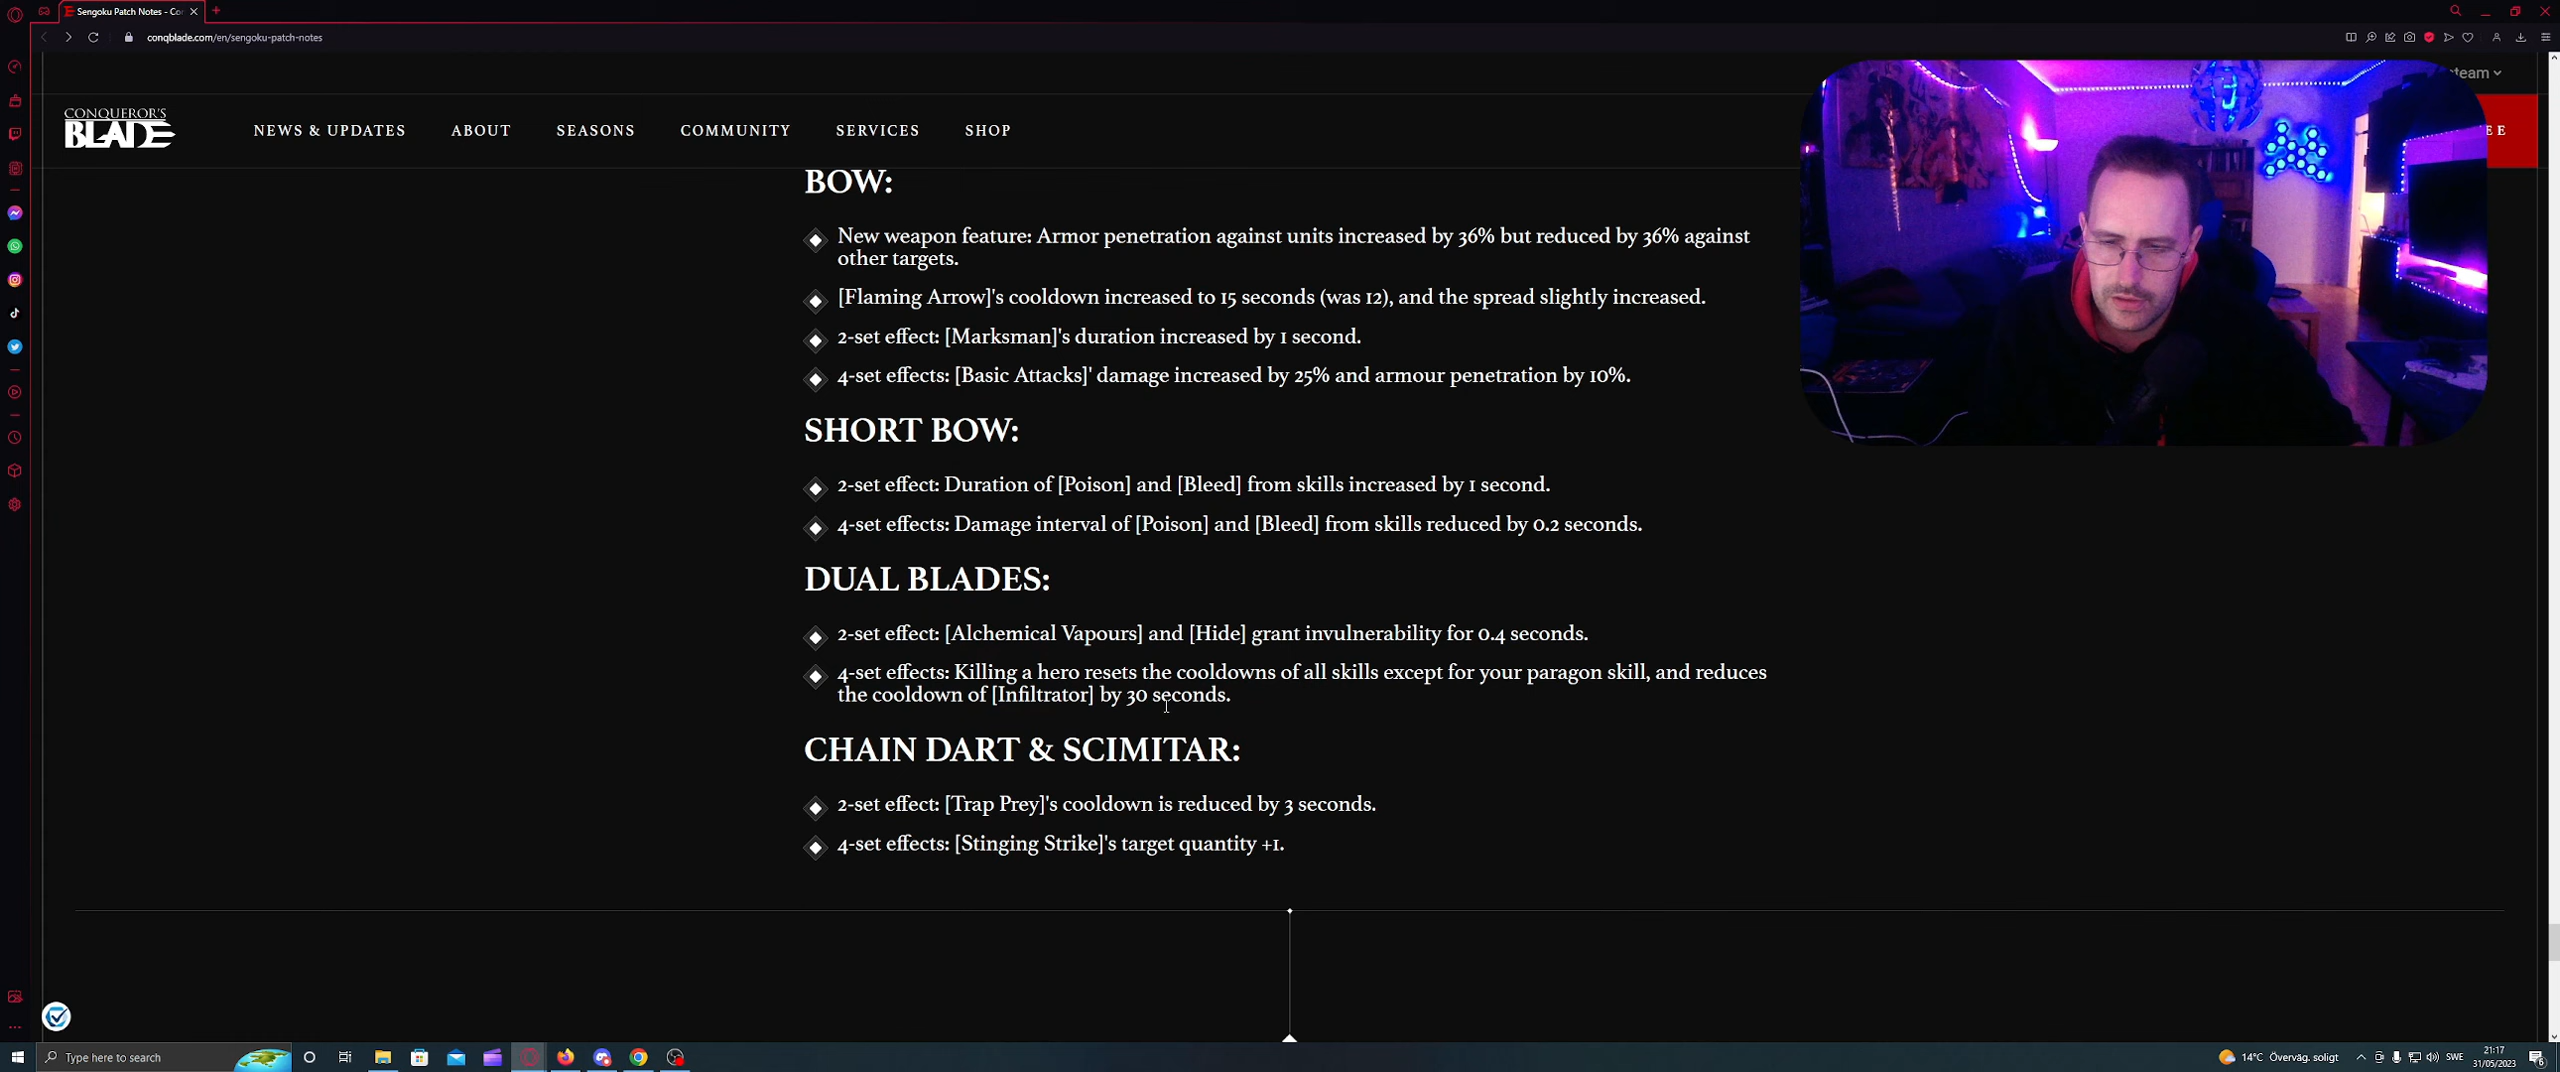 Sengoku Patch Notes - Co
conqblade.com/en/sengoku-patch-notes
team
CONQUEROR'S
BLADE
NEWS & UPDATES
ABOUT
SEASONS
COMMUNITY
SERVICES
SHOP
EE
BOW:
New weapon feature: Armor penetration against units increased by 36% but reduced by 36% against
other targets.
[Flaming Arrow]'s cooldown increased to 15 seconds (was 12), and the spread slightly increased.
2-set effect: [Marksman]'s duration increased by 1 second.
4-set effects: [Basic Attacks]' damage increased by 25% and armour penetration by 10%.
SHORT BOW:
2-set effect: Duration of [Poison] and [Bleed] from skills increased by 1 second.
4-set effects: Damage interval of [Poison] and [Bleed] from skills reduced by 0.2 seconds.
DUAL BLADES:
2-set effect: [Alchemical Vapours] and [Hide] grant invulnerability for 0.4 seconds.
4-set effects: Killing a hero resets the cooldowns of all skills except for your paragon skill, and reduces
the cooldown of [Infiltrator] by 30 seconds.
CHAIN DART & SCIMITAR:
2-set effect: [Trap Prey]'s cooldown is reduced by 3 seconds.
4-set effects: [Stinging Strike]'s target quantity +1.
Type here to search
14°C Överväg. soligt
SWE
21:17
31/05/2023
6